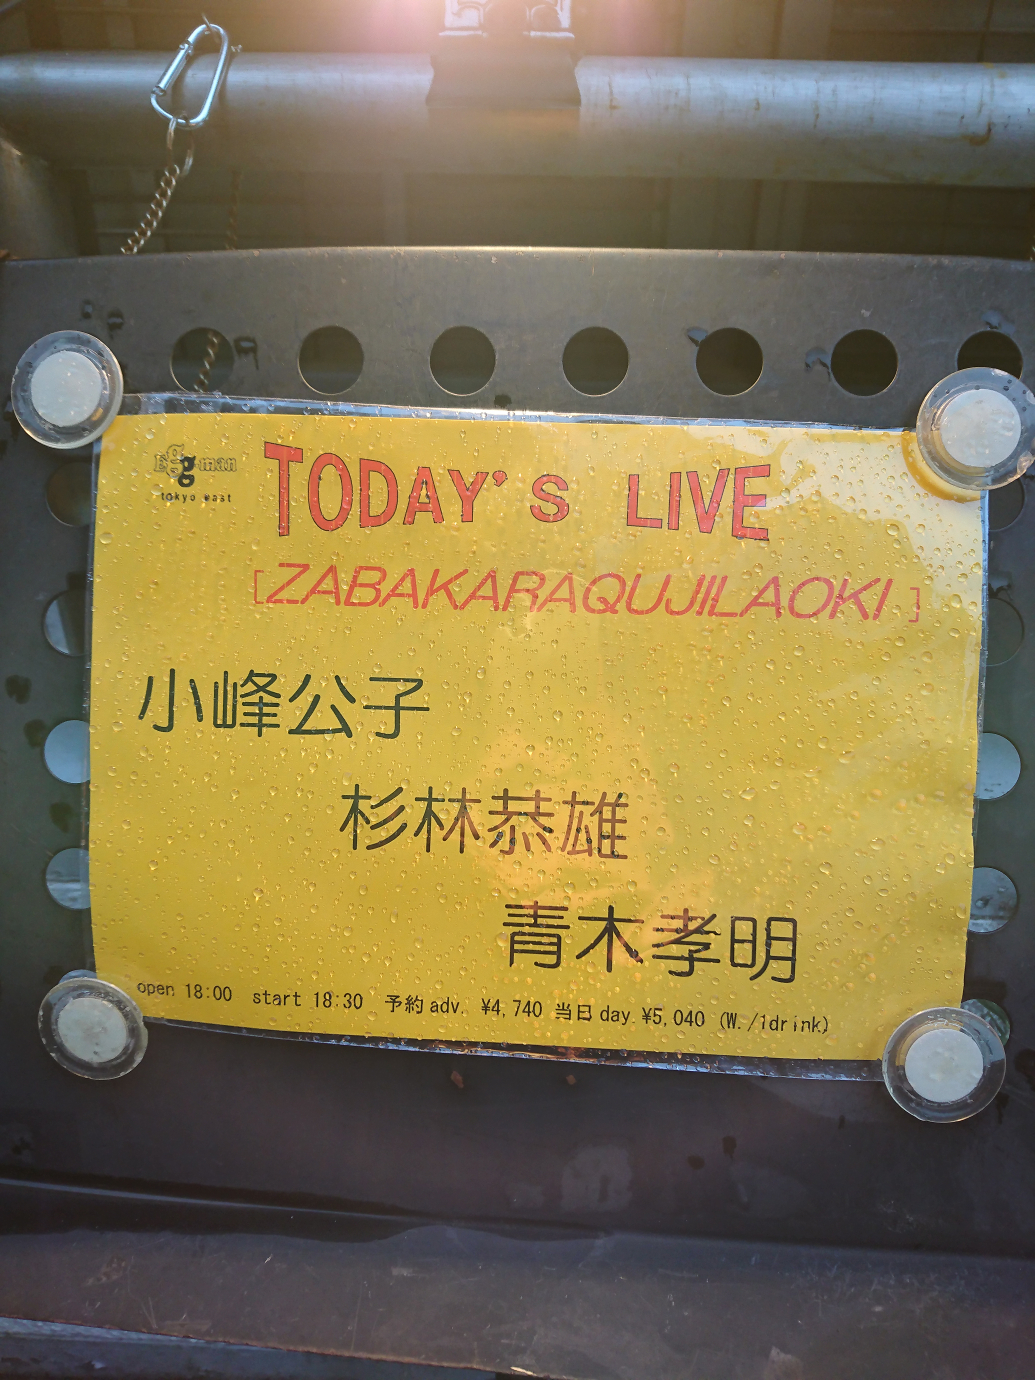 Eggman
tokyo east
TODAY'S LIVE
[ZABAKARAQUJILAOKI]
小峰公子
杉林恭雄
青木孝明
open 18:00 start 18:30 予約 adv. ¥4,740 当日 day ¥5,040 (W./1drink)